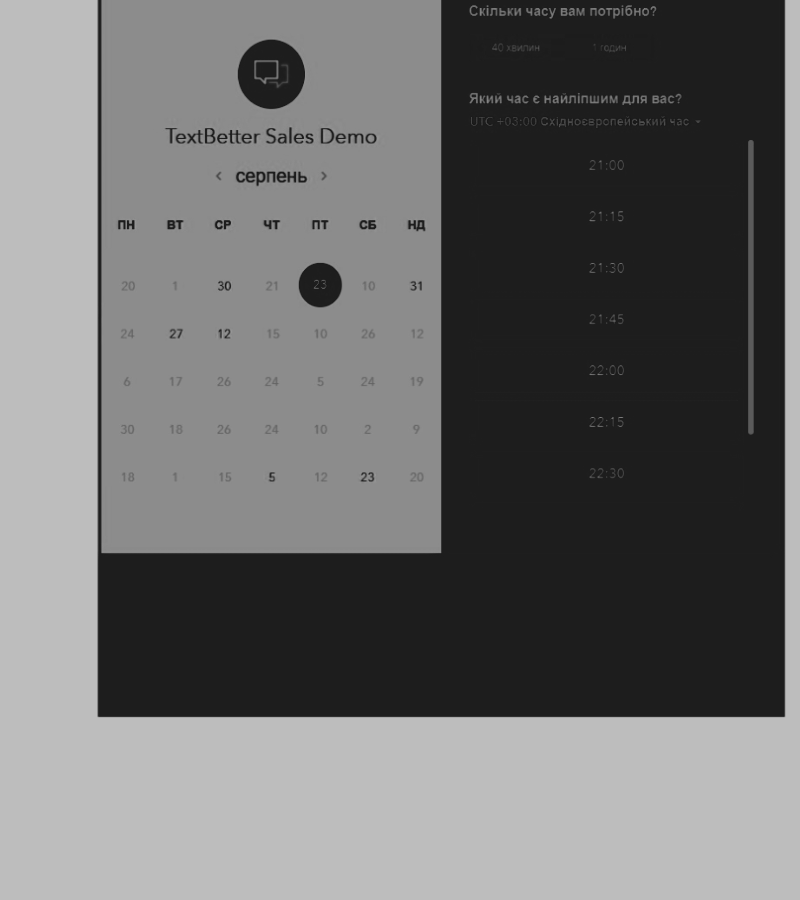 TextBetter Sales Demo
‹ серпень ›
ПН ВТ СР ЧТ ПТ СБ НД
20 1 30 21 23 10 31
24 27 12 15 10 26 12
6 17 26 24 5 24 19
30 18 26 24 10 2 9
18 1 15 5 12 23 20
Скільки часу вам потрібно?
40 хвилин 1 годин
Який час є найліпшим для вас?
UTC +03:00 Східноєвропейський час
21:00
21:15
21:30
21:45
22:00
22:15
22:30